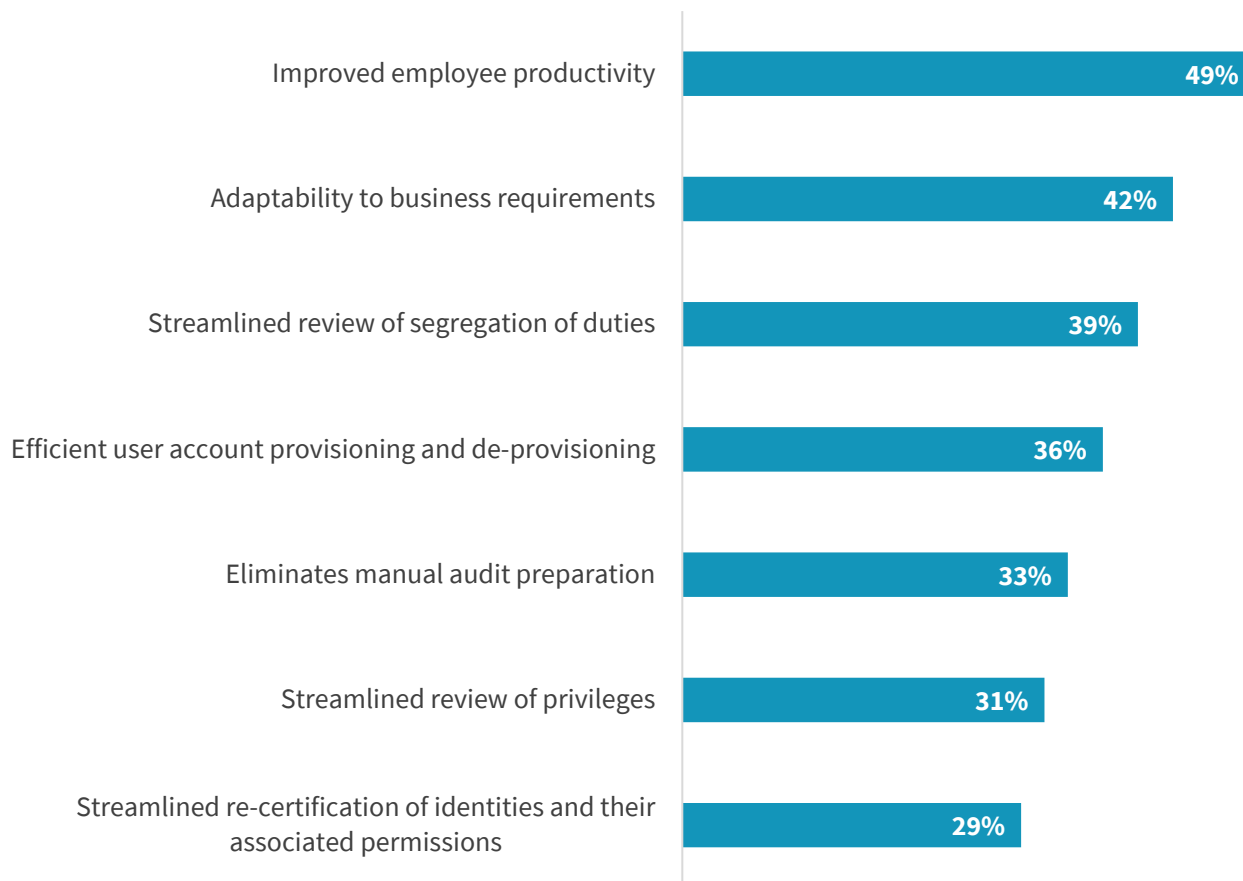 Improved employee productivity
49%
Adaptability to business requirements
42%
Streamlined review of segregation of duties
39%
Efficient user account provisioning and de-provisioning
36%
Eliminates manual audit preparation
33%
Streamlined review of privileges
31%
Streamlined re-certification of identities and their
associated permissions
29%